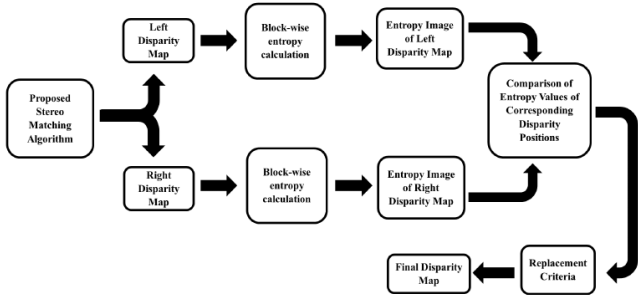 Proposed
Stereo
Matching
Algorithm
Left
Disparity
Map
Block-wise
entropy
calculation
Entropy Image
of Left
Disparity Map
Right
Disparity
Map
Block-wise
entropy
calculation
Entropy Image
of Right
Disparity Map
Comparison of
Entropy Values of
Corresponding
Disparity
Positions
Replacement
Criteria
Final Disparity
Map